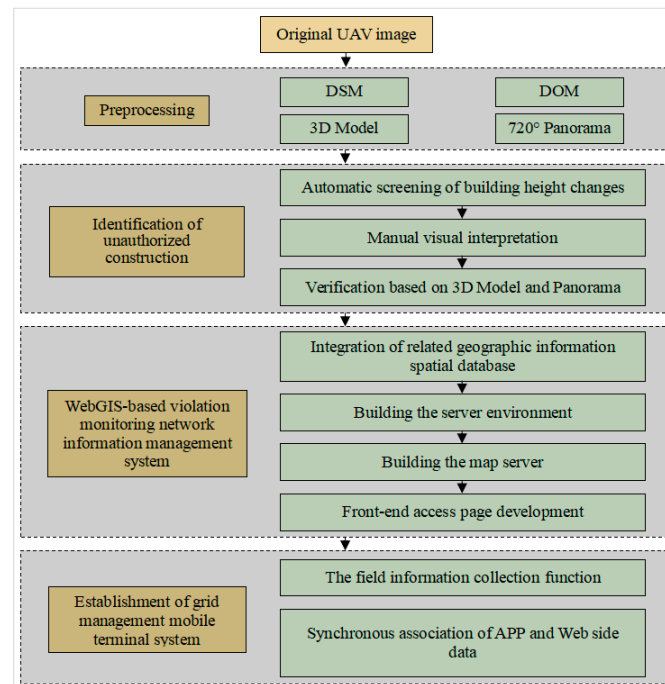 Original UAV image
Preprocessing
DSM
DOM
3D Model
720° Panorama
Identification of
unauthorized
construction
Automatic screening of building height changes
Manual visual interpretation
Verification based on 3D Model and Panorama
WebGIS-based violation
monitoring network
information management
system
Integration of related geographic information
spatial database
Building the server environment
Building the map server
Front-end access page development
Establishment of grid
management mobile
terminal system
The field information collection function
Synchronous association of APP and Web side
data